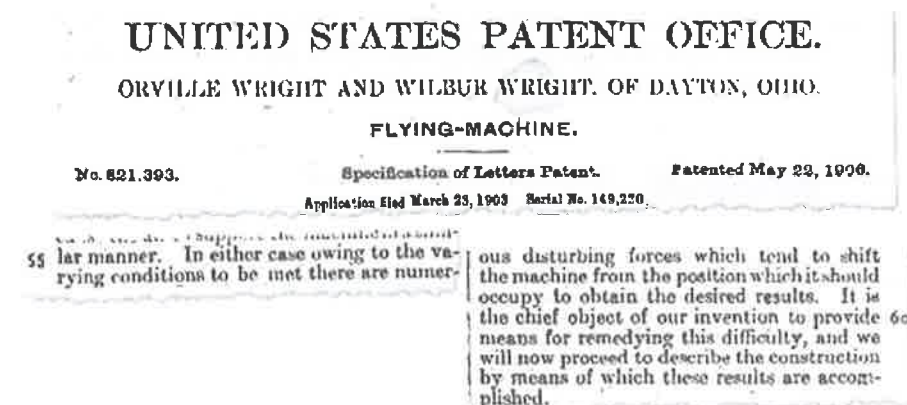 UNITED STATES PATENT OFFICE.
ORVILLE WRIGHT AND WILBUR WRIGHT, OF DAYTON, OHIO.
FLYING-MACHINE.
No. 821,393.
Specification of Letters Patent.
Patented May 22, 1906.
Application filed March 23, 1903 Serial No. 149,220.
55 lar manner. In either case owing to the va-
rying conditions to be met there are numer-
ous disturbing forces which tend to shift
the machine from the position which it should
occupy to obtain the desired results. It is
the chief object of our invention to provide 60
means for remedying this difficulty, and we
will now proceed to describe the construction
by means of which these results are accom-
plished.